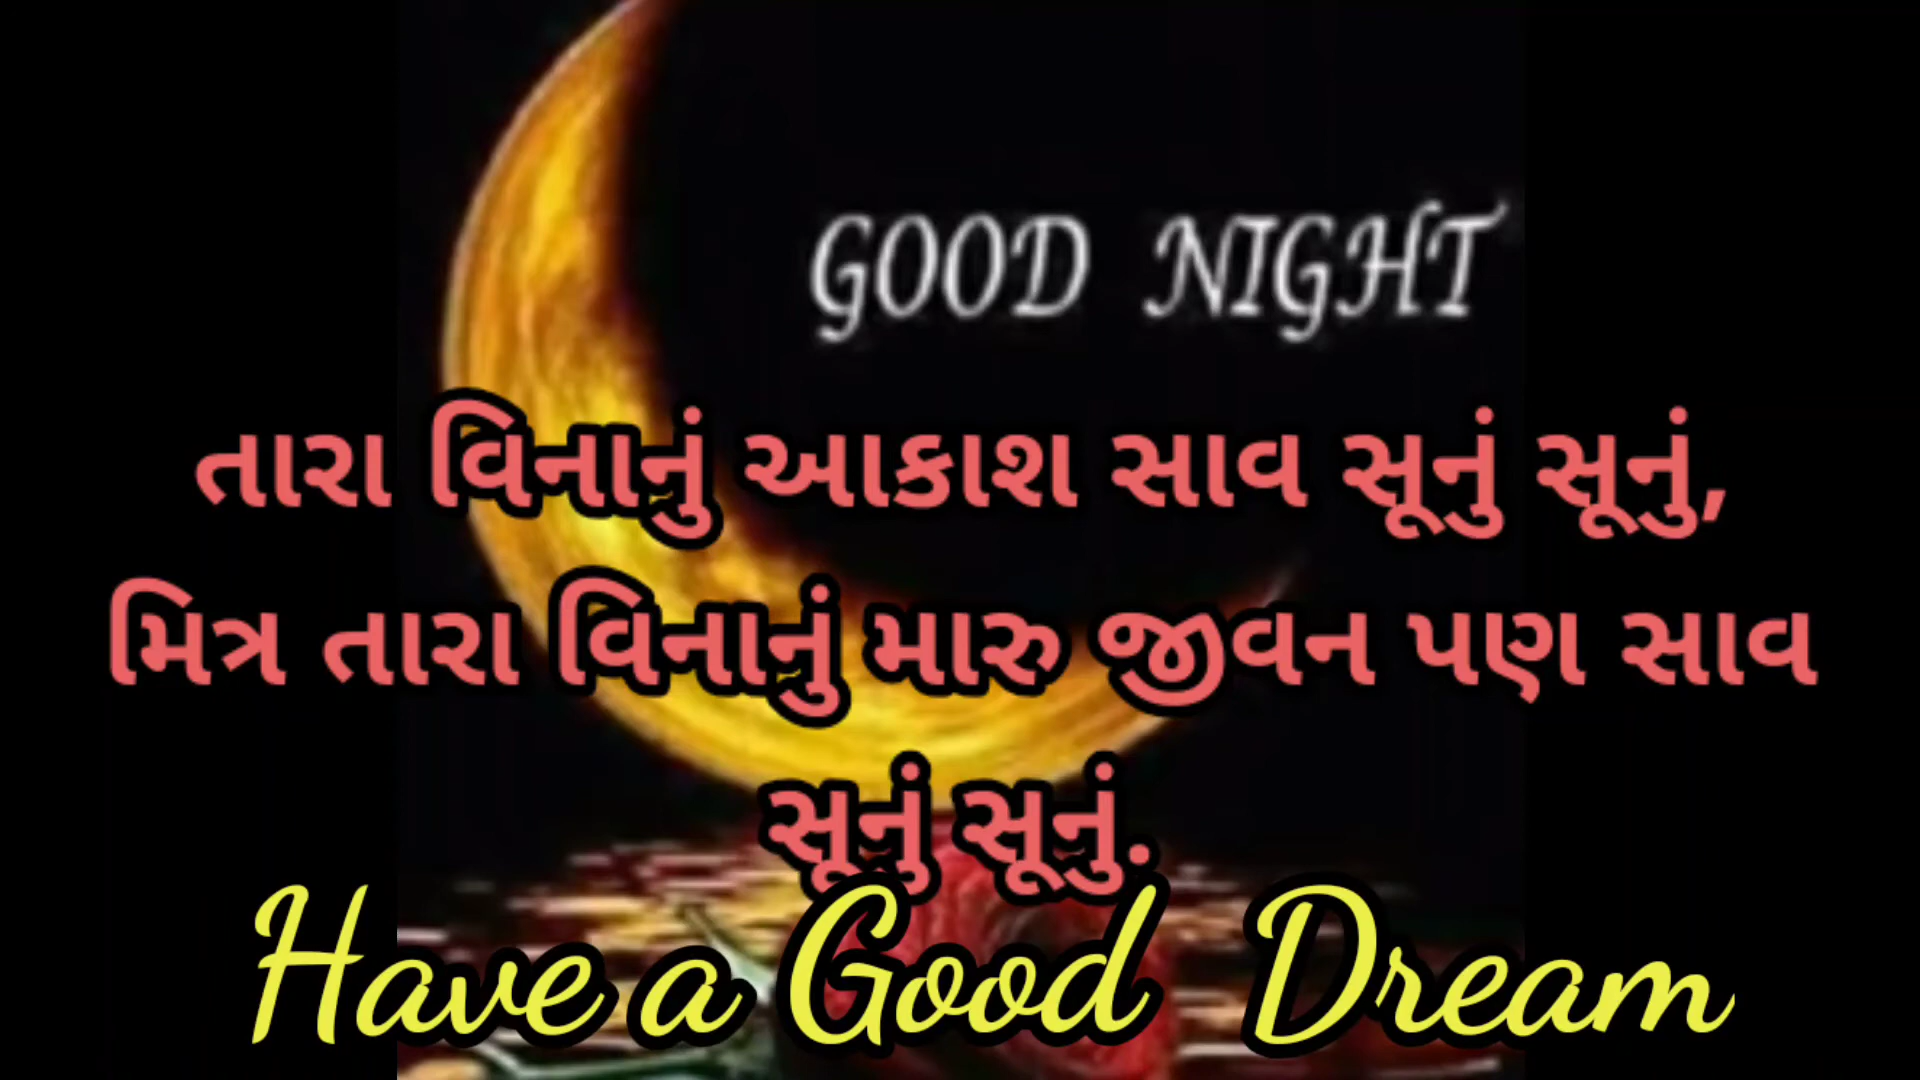 GOOD NIGHT
તારા વિનાનું આકાશ સાવ સૂનું સૂનું,
મિત્ર તારા વિનાનું મારુ જીવન પણ સાવ
સૂનું સૂનું.
Have a Good Dream